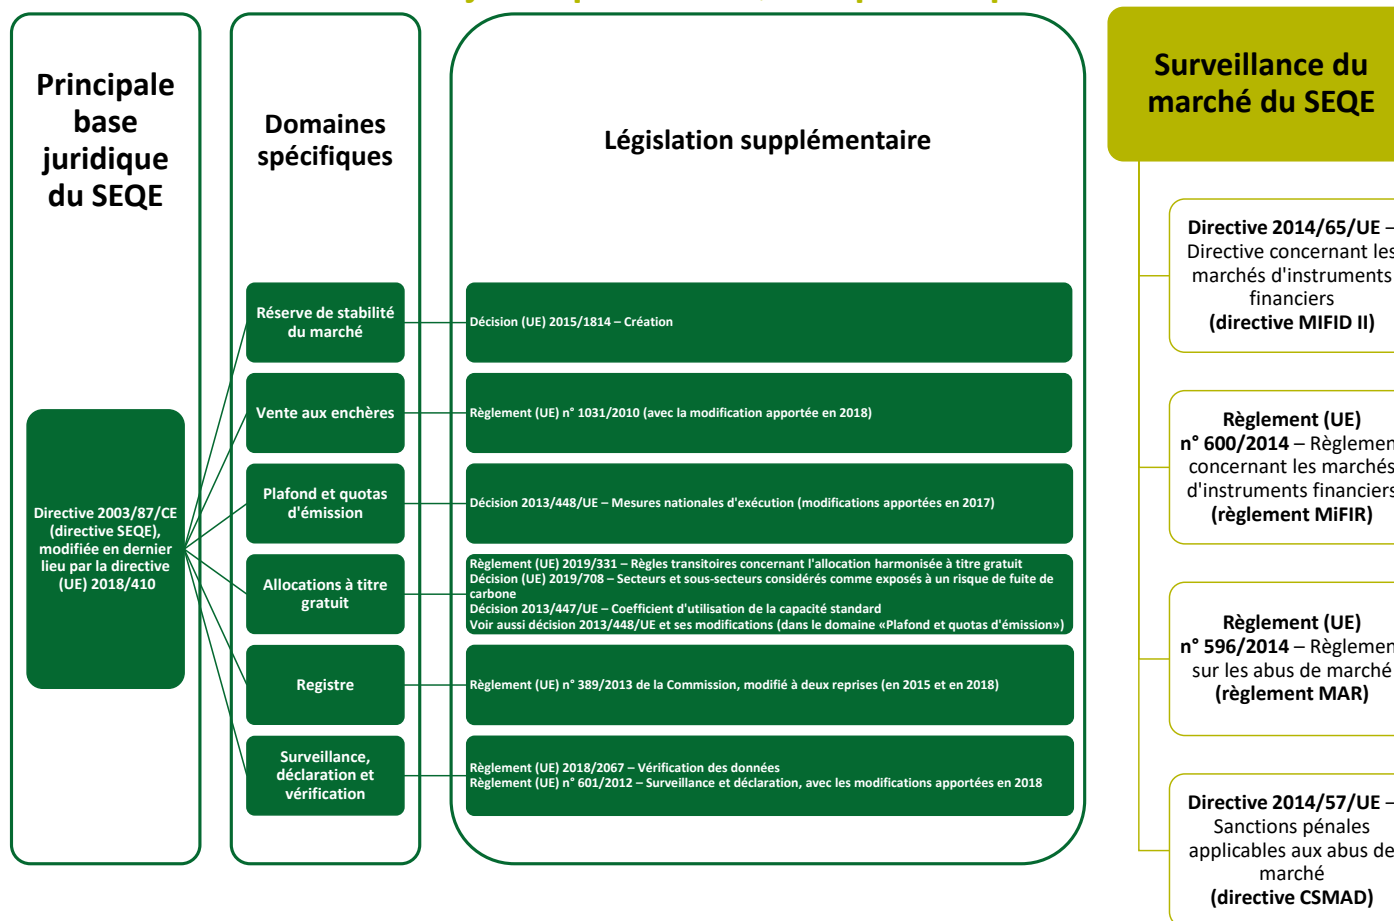 Principale
base
juridique
du SEQE
Directive 2003/87/CE
(directive SEQE),
modifiée en dernier
lieu par la directive
(UE) 2018/410
Domaines
spécifiques
Réserve de stabilité
du marché
Vente aux enchères
Plafond et quotas
d'émission
Allocations à titre
gratuit
Registre
Surveillance,
déclaration et
vérification
Législation supplémentaire
Décision (UE) 2015/1814 – Création
Règlement (UE) n° 1031/2010 (avec la modification apportée en 2018)
Décision 2013/448/UE – Mesures nationales d'exécution (modifications apportées en 2017)
Règlement (UE) 2019/331 – Règles transitoires concernant l'allocation harmonisée à titre gratuit
Décision (UE) 2019/708 – Secteurs et sous-secteurs considérés comme exposés à un risque de fuite de
carbone
Décision 2013/447/UE – Coefficient d'utilisation de la capacité standard
Voir aussi décision 2013/448/UE et ses modifications (dans le domaine «Plafond et quotas d'émission»)
Règlement (UE) n° 389/2013 de la Commission, modifié à deux reprises (en 2015 et en 2018)
Règlement (UE) 2018/2067 – Vérification des données
Règlement (UE) n° 601/2012 – Surveillance et déclaration, avec les modifications apportées en 2018
Surveillance du
marché du SEQE
Directive 2014/65/UE –
Directive concernant les
marchés d'instruments
financiers
(directive MIFID II)
Règlement (UE)
n° 600/2014 – Règlemen
concernant les marchés
d'instruments financiers
(règlement MiFIR)
Règlement (UE)
n° 596/2014 – Règlemen
sur les abus de marché
(règlement MAR)
Directive 2014/57/UE –
Sanctions pénales
applicables aux abus de
marché
(directive CSMAD)